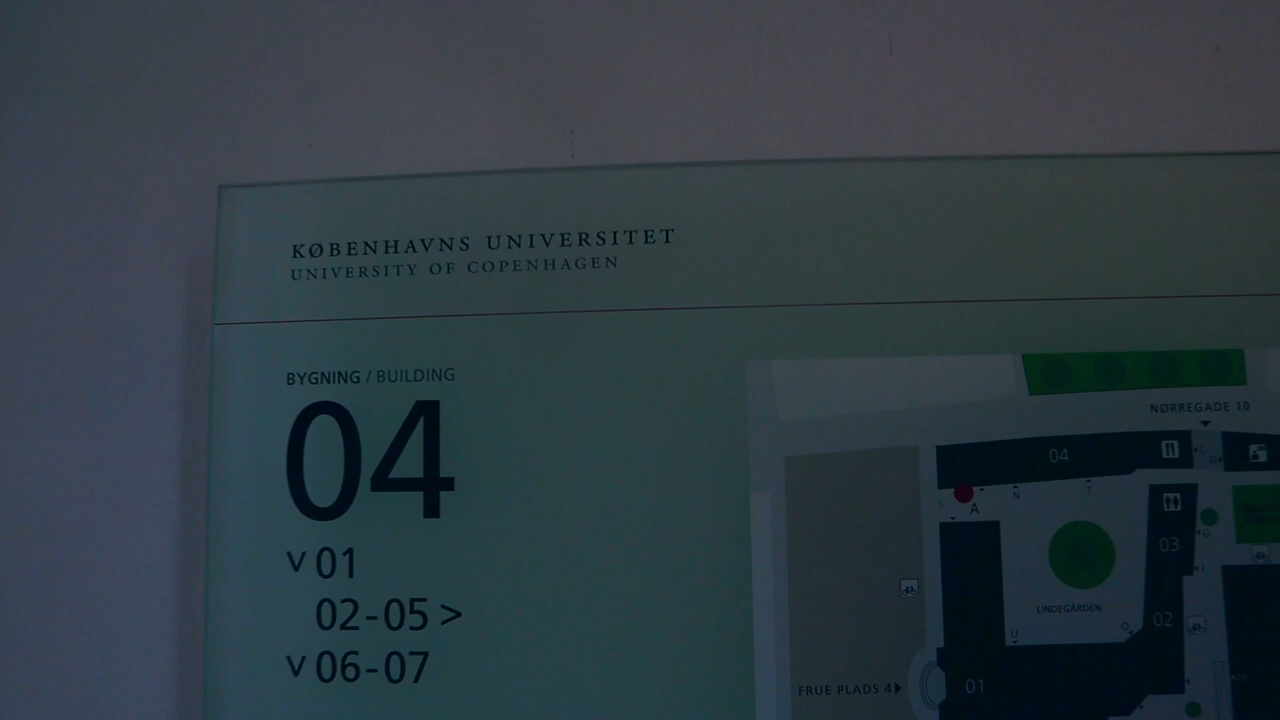 KØBENHAVNS UNIVERSITET
UNIVERSITY OF COPENHAGEN
BYGNING / BUILDING
04
V 01
02-05 >
V 06-07
NØRREGADE 10
04
N
T
A
G
03
LINDEGÅRDEN
02
U
FRUE PLADS 4
01